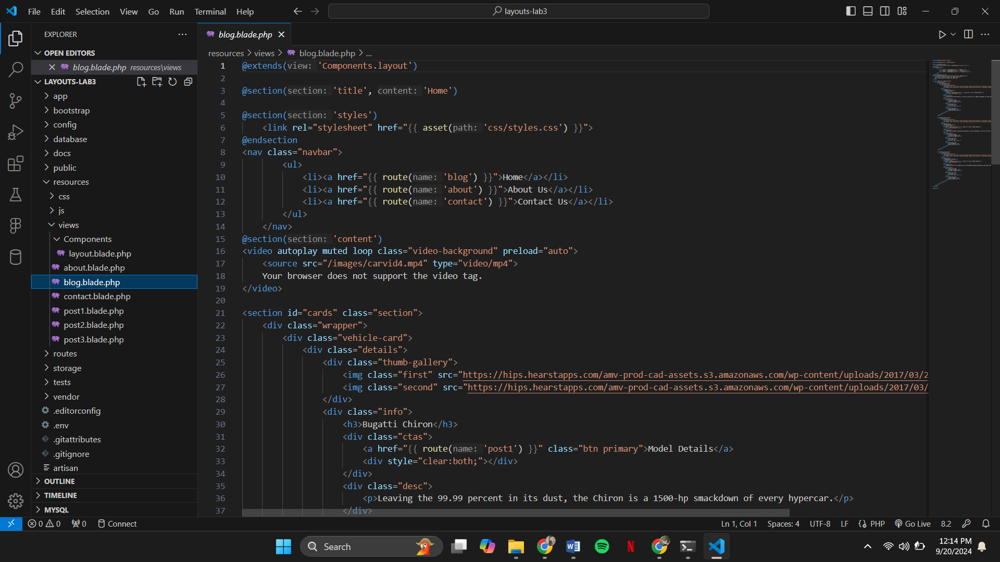 File Edit Selection View Go Run Terminal Help
layouts-lab3
EXPLORER
OPEN EDITORS
blog.blade.php resources\views
LAYOUTS-LAB3
app
bootstrap
config
database
docs
public
resources
css
js
views
Components
layout.blade.php
about.blade.php
blog.blade.php
contact.blade.php
post1.blade.php
post2.blade.php
post3.blade.php
routes
storage
tests
vendor
.editorconfig
.env
.gitattributes
.gitignore
artisan
OUTLINE
TIMELINE
MYSQL
blog.blade.php
resources > views > blog.blade.php > ...
1 @extends(view: 'Components.layout')
2
3 @section(section: 'title', content: 'Home')
4
5 @section(section: 'styles')
6 <link rel="stylesheet" href="{{ asset(path: 'css/styles.css') }}">
7 @endsection
8 <nav class="navbar">
9 <ul>
10 <li><a href="{{ route(name: 'blog') }}">Home</a></li>
11 <li><a href="{{ route(name: 'about') }}">About Us</a></li>
12 <li><a href="{{ route(name: 'contact') }}">Contact Us</a></li>
13 </ul>
14 </nav>
15 @section(section: 'content')
16 <video autoplay muted loop class="video-background" preload="auto">
17 <source src="/images/carvid4.mp4" type="video/mp4">
18 Your browser does not support the video tag.
19 </video>
20
21 <section id="cards" class="section">
22 <div class="wrapper">
23 <div class="vehicle-card">
24 <div class="details">
25 <div class="thumb-gallery">
26 <img class="first" src="https://hips.hearstapps.com/amv-prod-cad-assets.s3.amazonaws.com/wp-content/uploads/2017/03/2
27 <img class="second" src="https://hips.hearstapps.com/amv-prod-cad-assets.s3.amazonaws.com/wp-content/uploads/2017/03/
28 </div>
29 <div class="info">
30 <h3>Bugatti Chiron</h3>
31 <div class="ctas">
32 <a href="{{ route(name: 'post1') }}" class="btn primary">Model Details</a>
33 <div style="clear:both;"></div>
34 </div>
35 <div class="desc">
36 <p>Leaving the 99.99 percent in its dust, the Chiron is a 1500-hp smackdown of every hypercar.</p>
37 </div>
0 0 0 Connect
Ln 1, Col 1 Spaces: 4 UTF-8 LF PHP Go Live 8.2
Search
12:14 PM
9/20/2024